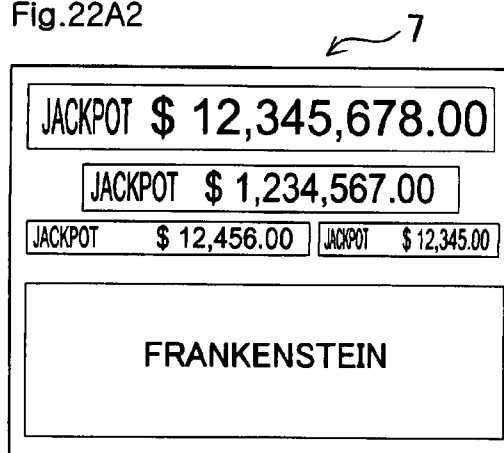 Fig.22A2
7
JACKPOT $ 12,345,678.00
JACKPOT $ 1,234,567.00
JACKPOT $ 12,456.00 JACKPOT $ 12,345.00
FRANKENSTEIN